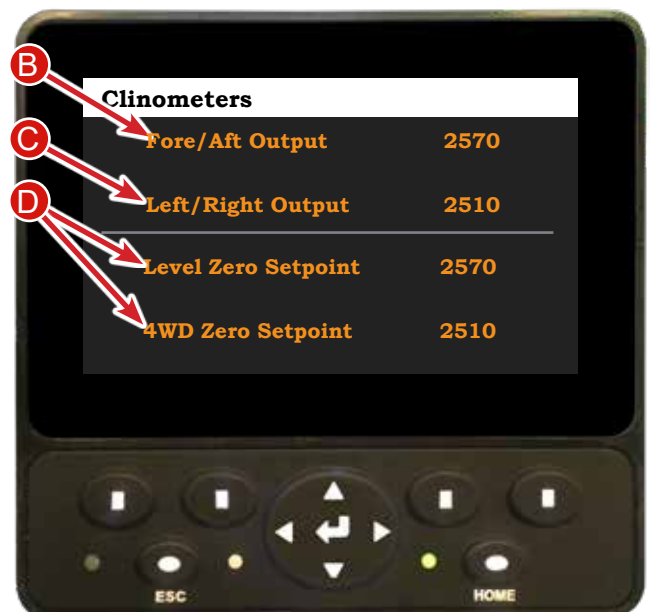 B
Clinometers
Fore/Aft Output 2570
C
Left/Right Output 2510
D
Level Zero Setpoint 2570
4WD Zero Setpoint 2510
ESC
HOME